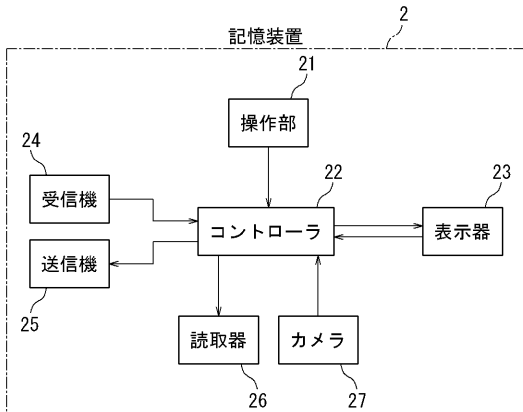 記憶装置
2
21
操作部
24
受信機
22
コントローラ
23
表示器
送信機
25
読取器
26
カメラ
27